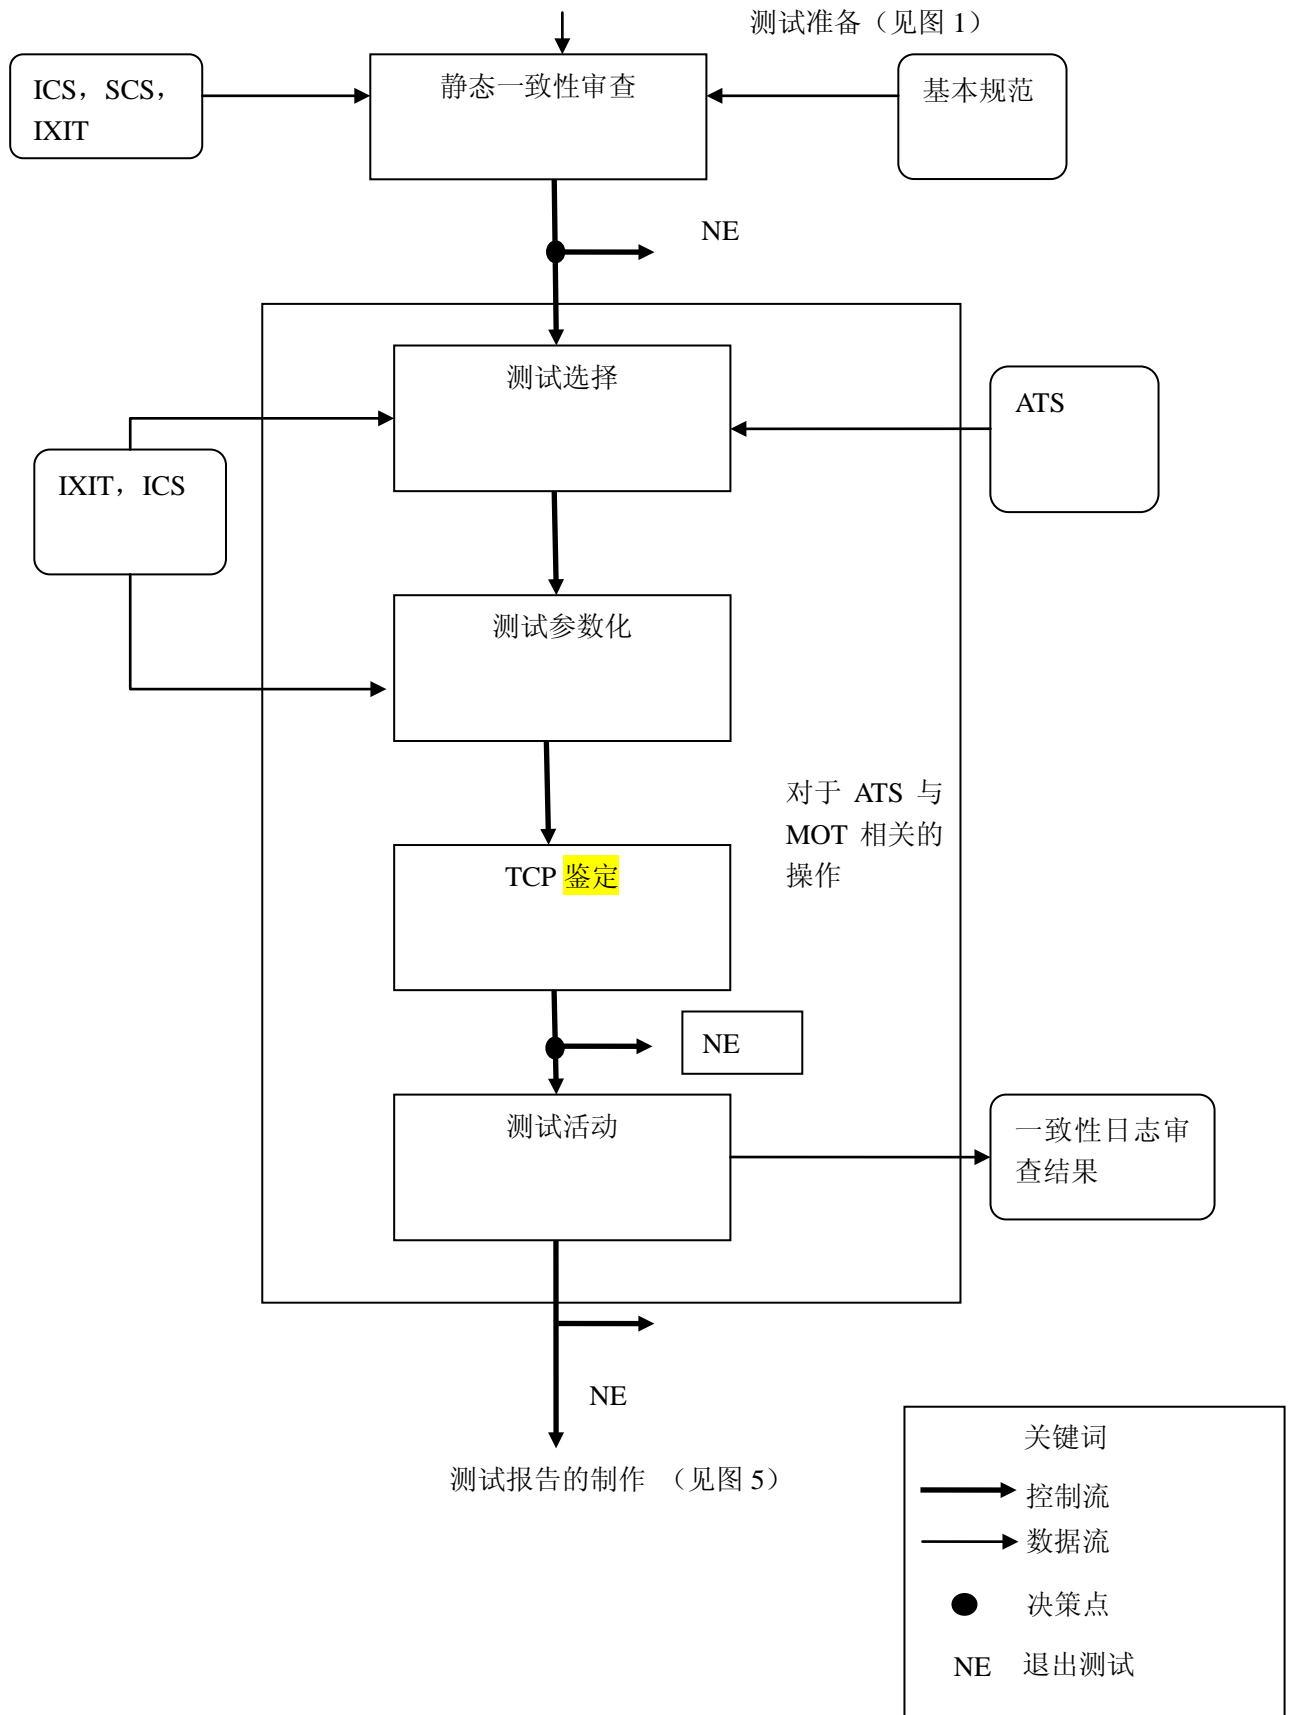 测试准备（见图 1）
ICS，SCS，
IXIT
静态一致性审查
基本规范
NE
测试选择
ATS
IXIT，ICS
测试参数化
对于 ATS 与
MOT 相关的
操作
TCP 鉴定
NE
测试活动
一致性日志审
查结果
NE
测试报告的制作 （见图 5）
关键词
控制流
数据流
决策点
NE 退出测试